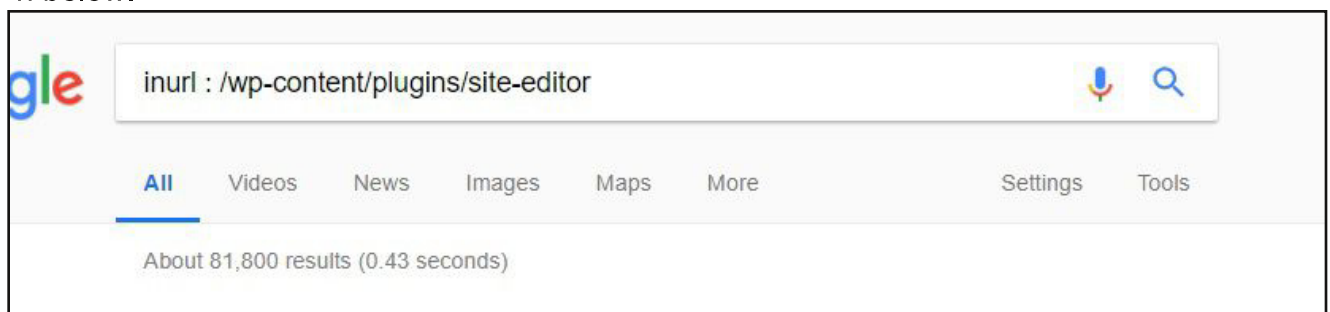 gle
inurl : /wp-content/plugins/site-editor
All Videos News Images Maps More Settings Tools
About 81,800 results (0.43 seconds)